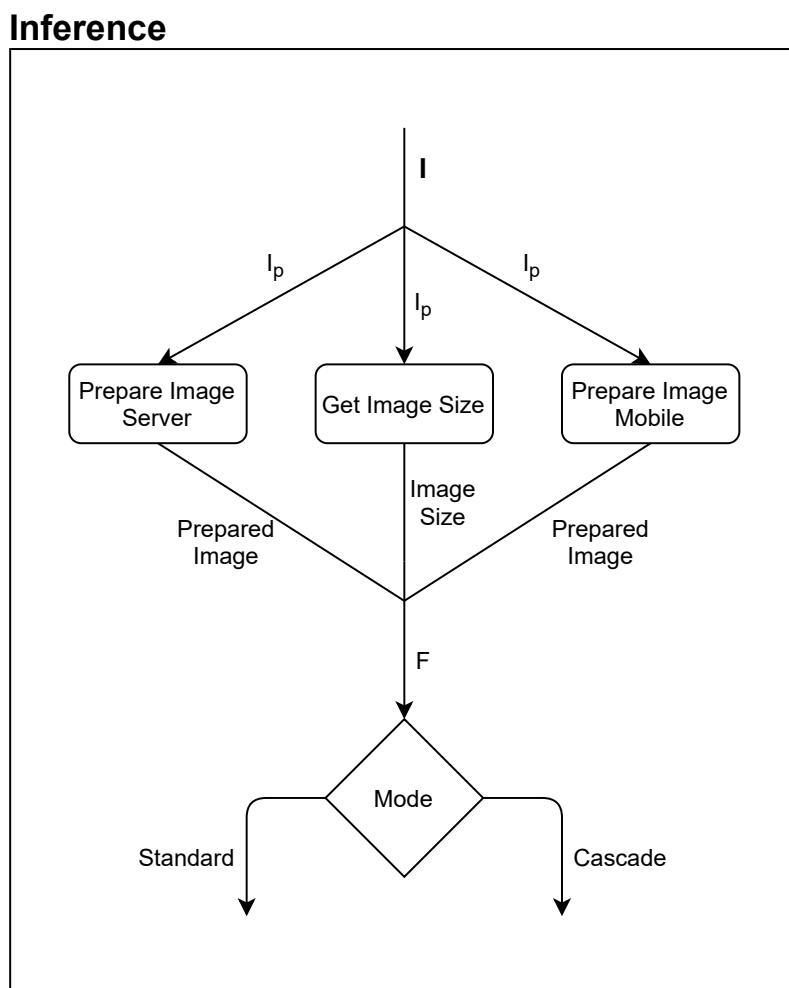 Inference
I
Ip
Ip
Ip
Prepare Image
Server
Get Image Size
Prepare Image
Mobile
Image
Size
Prepared
Image
Prepared
Image
F
Mode
Standard
Cascade